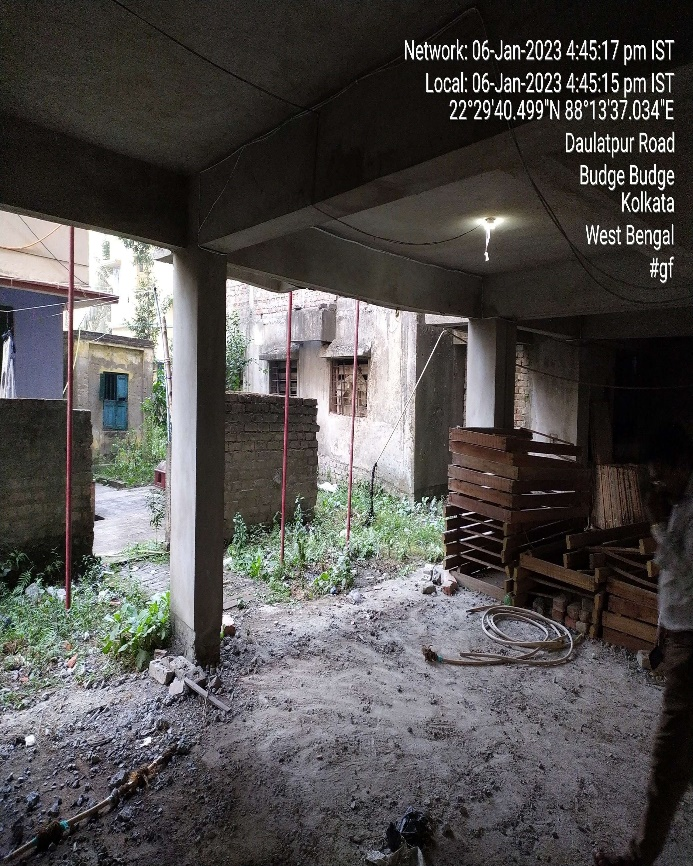 Network: 06-Jan-2023 4:45:17 pm IST
Local: 06-Jan-2023 4:45:15 pm IST
22°29'40.499"N 88°13'37.034"E
Daulatpur Road
Budge Budge
Kolkata
West Bengal
#gf